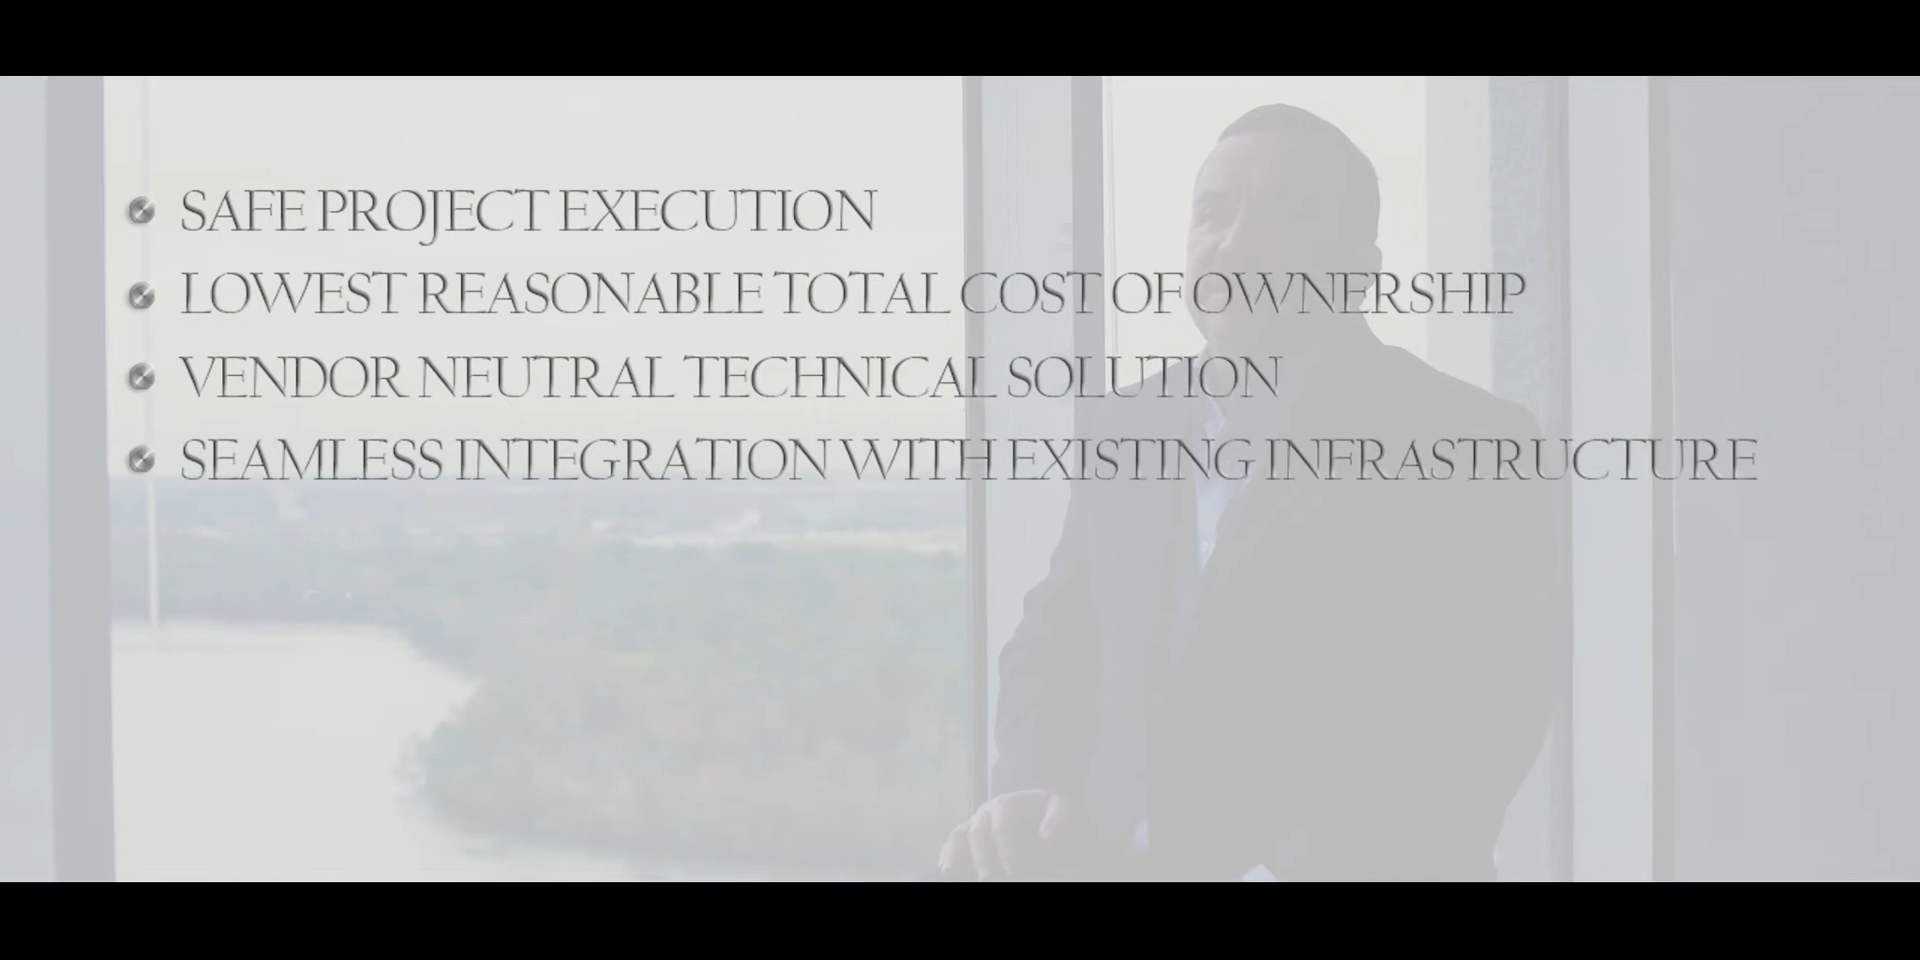 SAFE PROJECT EXECUTION
LOWEST REASONABLE TOTAL COST OF OWNERSHIP
VENDOR NEUTRAL TECHNICAL SOLUTION
SEAMLESS INTEGRATION WITH EXISTING INFRASTRUCTURE